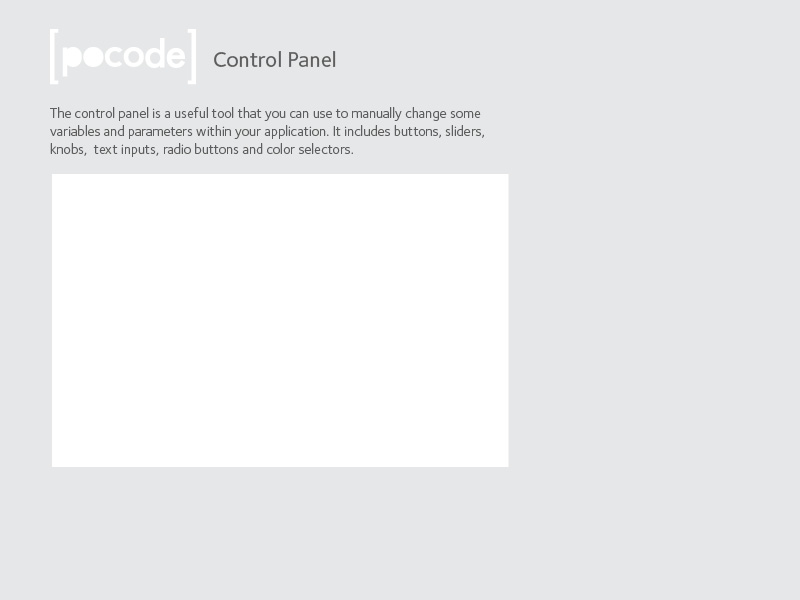 [pocode] Control Panel
The control panel is a useful tool that you can use to manually change some
variables and parameters within your application. It includes buttons, sliders,
knobs,  text inputs, radio buttons and color selectors.